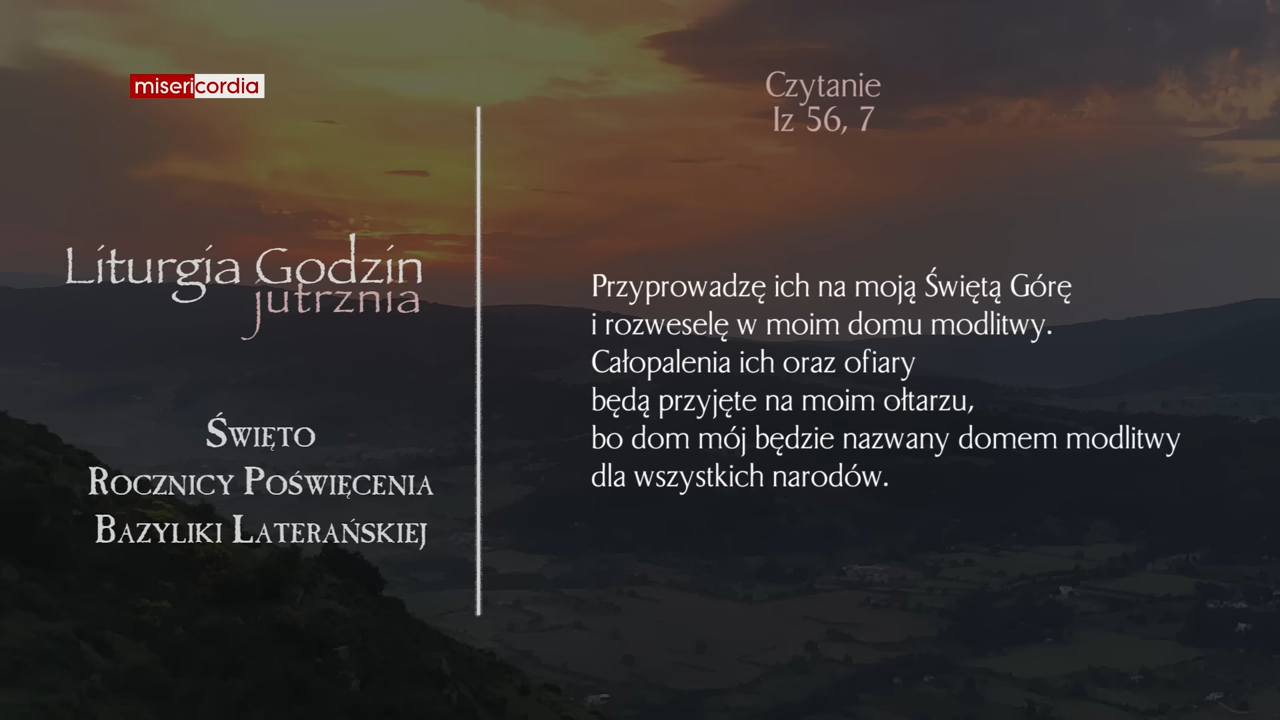 misericordia
Liturgia Godzin
jutrznia
Święto
Rocznicy Poświęcenia
Bazyliki Laterańskiej
Czytanie
Iz 56, 7
Przyprowadzę ich na moją Świętą Górę
i rozweselę w moim domu modlitwy.
Całopalenia ich oraz ofiary
będą przyjęte na moim ołtarzu,
bo dom mój będzie nazwany domem modlitwy
dla wszystkich narodów.